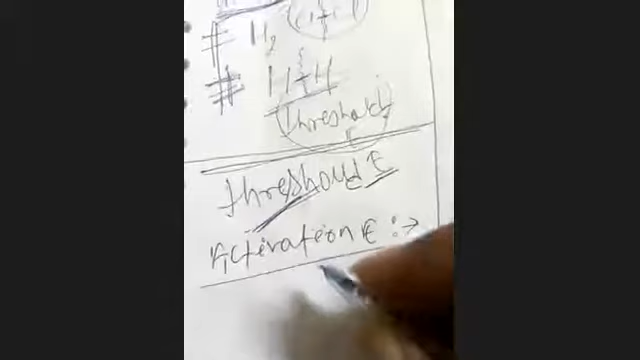 # H₂ (H+H)
# H+H
(threshold)
threshold E
Activation E :→